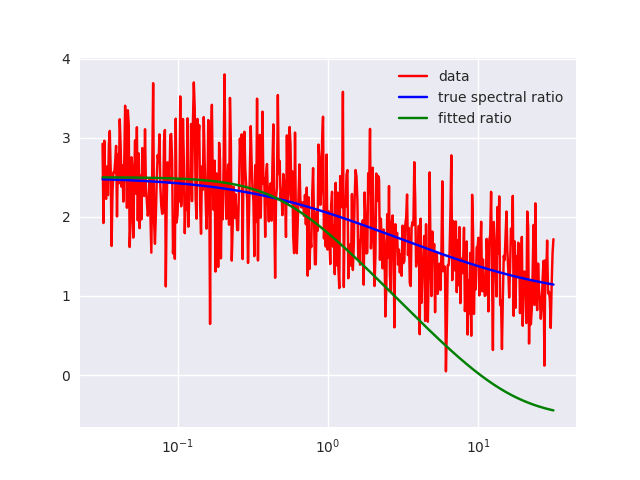 4
3
2
1
0
data
true spectral ratio
fitted ratio
10⁻¹
10⁰
10¹